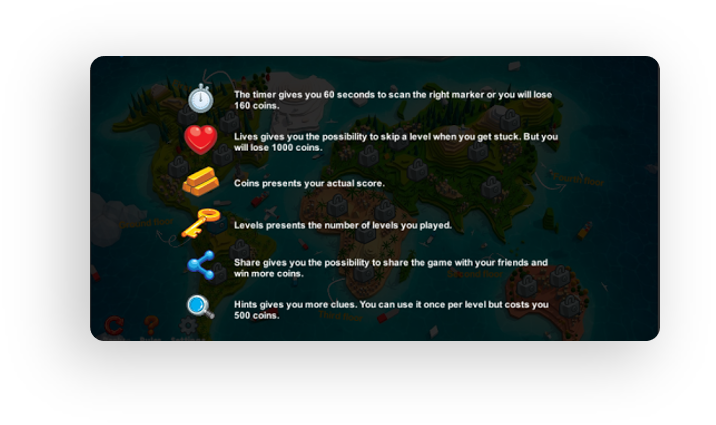 The timer gives you 60 seconds to scan the right marker or you will lose
160 coins.
Lives gives you the possibility to skip a level when you get stuck. But you
will lose 1000 coins.
Coins presents your actual score.
Levels presents the number of levels you played.
Share gives you the possibility to share the game with your friends and
win more coins.
Hints gives you more clues. You can use it once per level but costs you
500 coins.